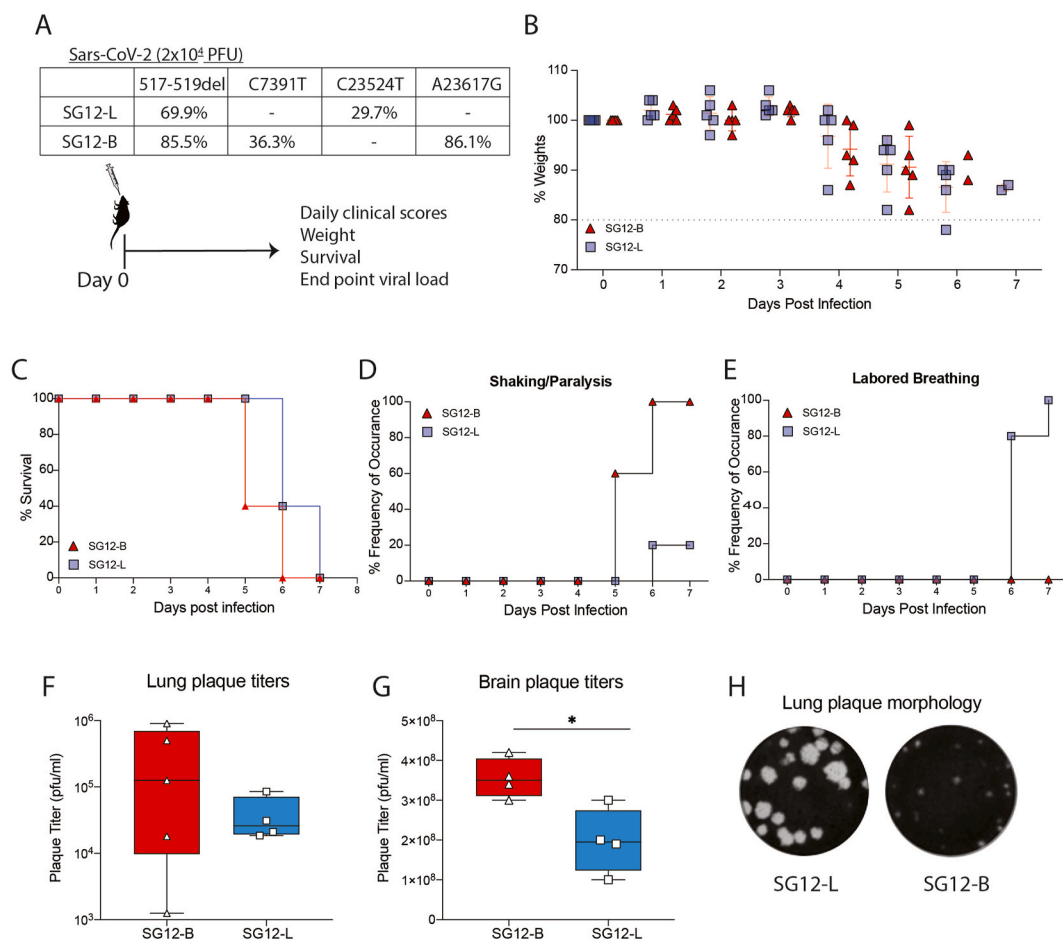 A
Sars-CoV-2 (2x10⁴ PFU)
517-519del C7391T C23524T A23617G
SG12-L 69.9% - 29.7% -
SG12-B 85.5% 36.3% - 86.1%
Day 0
Daily clinical scores
Weight
Survival
End point viral load
B
% Weights
110
100
90
80
70
SG12-B
SG12-L
0 1 2 3 4 5 6 7
Days Post Infection
C
% Survival
100
80
60
40
20
0
SG12-B
SG12-L
0 1 2 3 4 5 6 7 8
Days post infection
D
Shaking/Paralysis
% Frequency of Occurance
100
80
60
40
20
0
SG12-B
SG12-L
0 1 2 3 4 5 6 7
Days Post Infection
E
Labored Breathing
% Frequency of Occurance
100
80
60
40
20
0
SG12-B
SG12-L
0 1 2 3 4 5 6 7
Days Post Infection
F
Lung plaque titers
Plaque Titer (pfu/ml)
10⁶
10⁵
10⁴
10³
SG12-B SG12-L
G
Brain plaque titers
Plaque Titer (pfu/ml)
5×10⁸
4×10⁸
3×10⁸
2×10⁸
1×10⁸
0
*
SG12-B SG12-L
H
Lung plaque morphology
SG12-L SG12-B